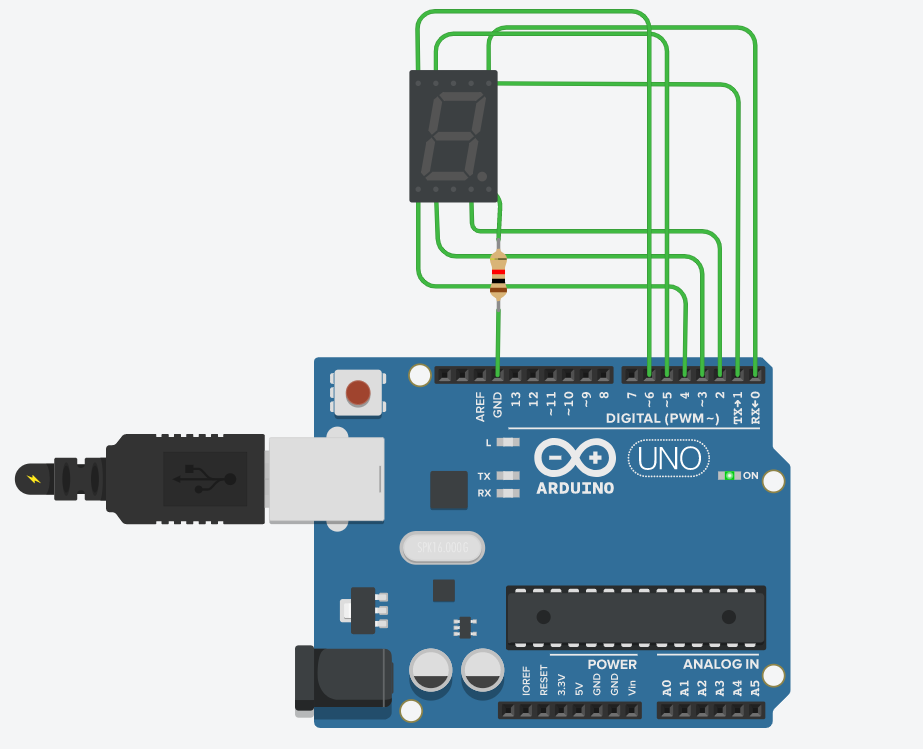 AREF
GND
13
12
~11
~10
~9
8
7
~6
~5
4
~3
2
TX→1
RX←0
DIGITAL (PWM ~)
L
TX
RX
ARDUINO
UNO
ON
SPK16.000G
POWER
ANALOG IN
IOREF
RESET
3.3V
5V
GND
GND
Vin
A0
A1
A2
A3
A4
A5